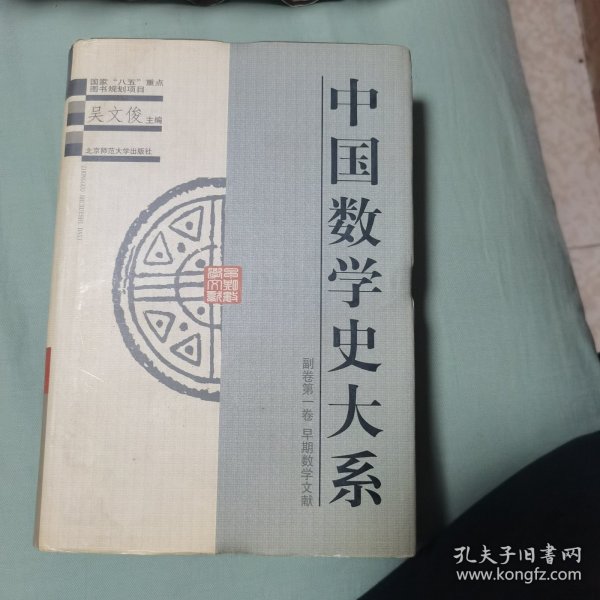 国家“八五”重点
图书规划项目
吴文俊主编
北京师范大学出版社
中国数学史大系
副卷第一卷 早期数学文献
孔夫子旧书网
www.kongfz.com